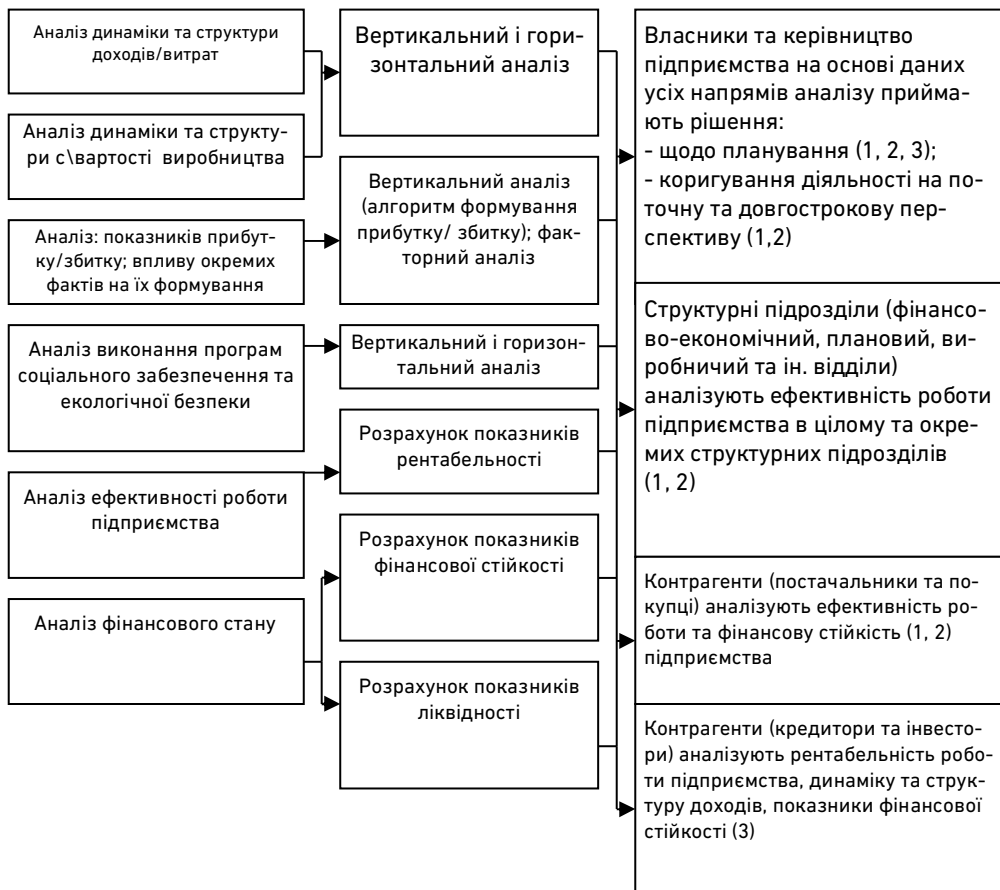 Аналіз динаміки та структури
доходів/витрат
Аналіз динаміки та структу-
ри с\вартості виробництва
Аналіз: показників прибут-
ку/збитку; впливу окремих
фактів на їх формування
Аналіз виконання програм
соціального забезпечення та
екологічної безпеки
Аналіз ефективності роботи
підприємства
Аналіз фінансового стану
Вертикальний і гори-
зонтальний аналіз
Вертикальний аналіз
(алгоритм формування
прибутку/ збитку); фак-
торний аналіз
Вертикальний і горизон-
тальний аналіз
Розрахунок показників
рентабельності
Розрахунок показників
фінансової стійкості
Розрахунок показників
ліквідності
Власники та керівництво
підприємства на основі даних
усіх напрямів аналізу прийма-
ють рішення:
- щодо планування (1, 2, 3);
- коригування діяльності на по-
точну та довгострокову пер-
спективу (1,2)
Структурні підрозділи (фінансо-
во-економічний, плановий, ви-
робничий та ін. відділи)
аналізують ефективність роботи
підприємства в цілому та окре-
мих структурних підрозділів
(1, 2)
Контрагенти (постачальники та по-
купці) аналізують ефективність ро-
боти та фінансову стійкість (1, 2)
підприємства
Контрагенти (кредитори та інвесто-
ри) аналізують рентабельність робо-
ти підприємства, динаміку та струк-
туру доходів, показники фінансової
стійкості (3)